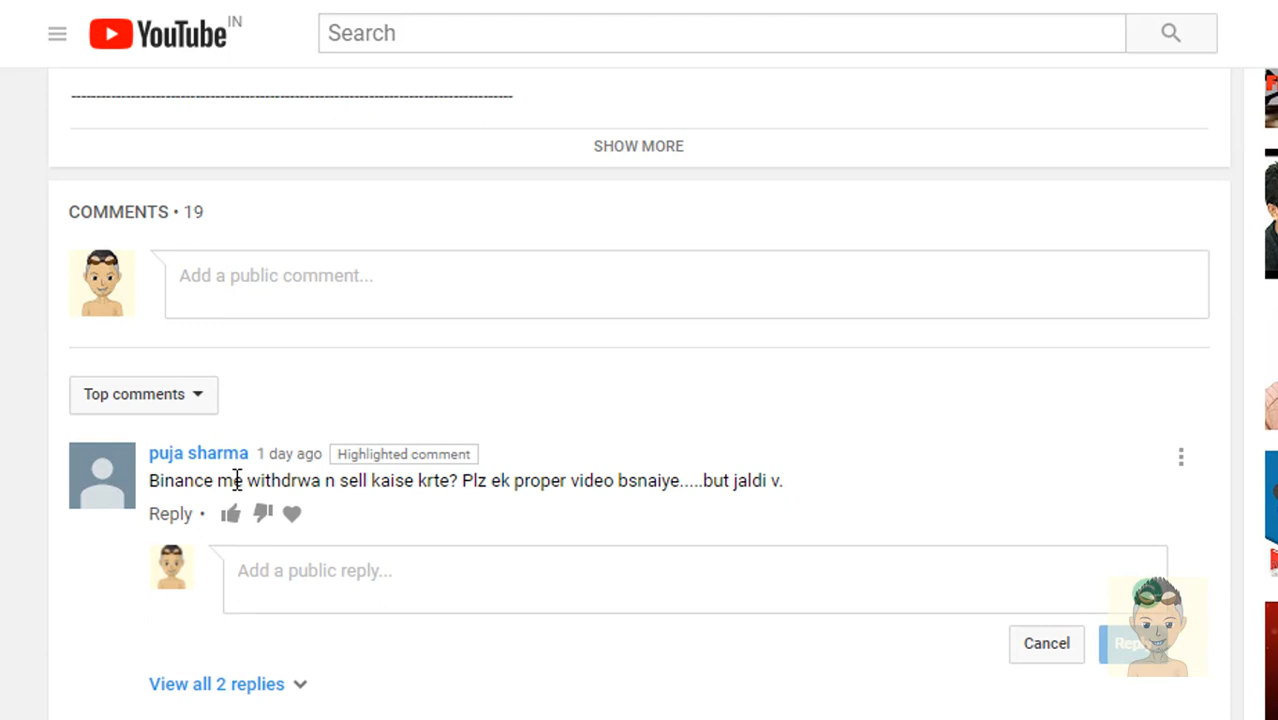 YouTube IN
Search
--------------------------------------------------------------------------------------------
SHOW MORE
COMMENTS • 19
Add a public comment...
Top comments
puja sharma 1 day ago Highlighted comment
Binance me withdrwa n sell kaise krte? Plz ek proper video bsnaiye.....but jaldi v.
Reply •
Add a public reply...
Cancel
View all 2 replies